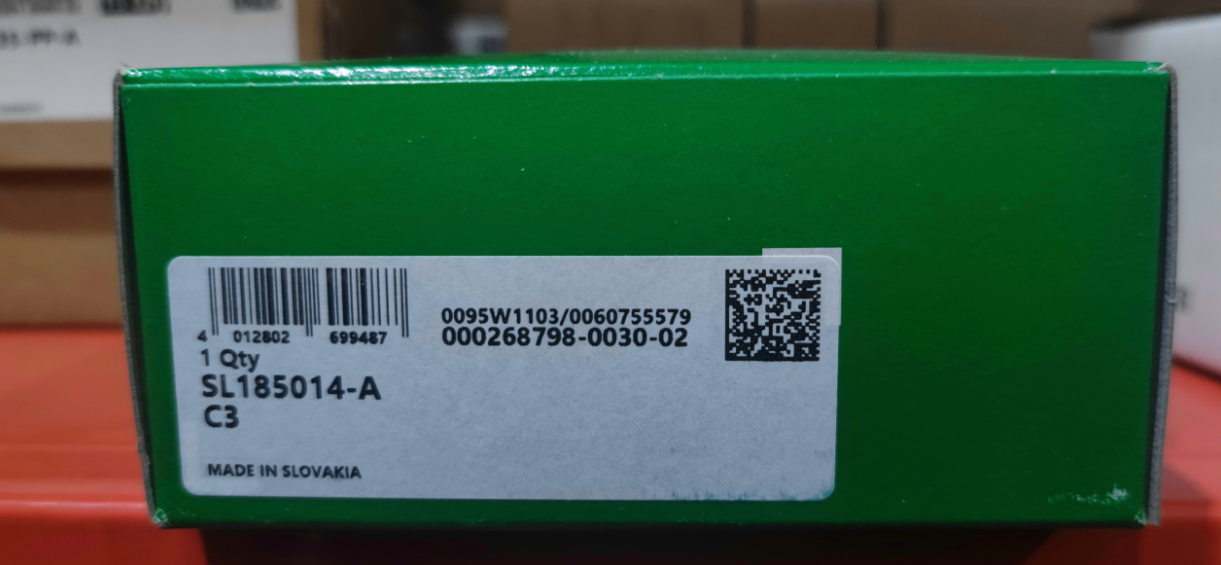 4 012802 699487
0095W1103/0060755579
000268798-0030-02
1 Qty
SL185014-A
C3
MADE IN SLOVAKIA